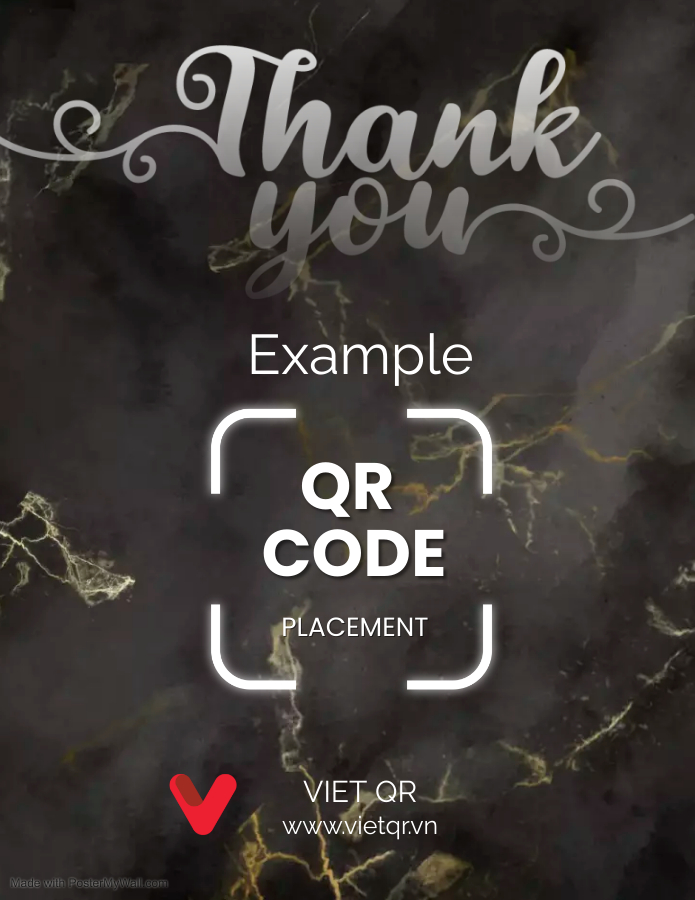 Thank
you
Example
QR
CODE
PLACEMENT
VIET QR
www.vietqr.vn
Made with PosterMyWall.com